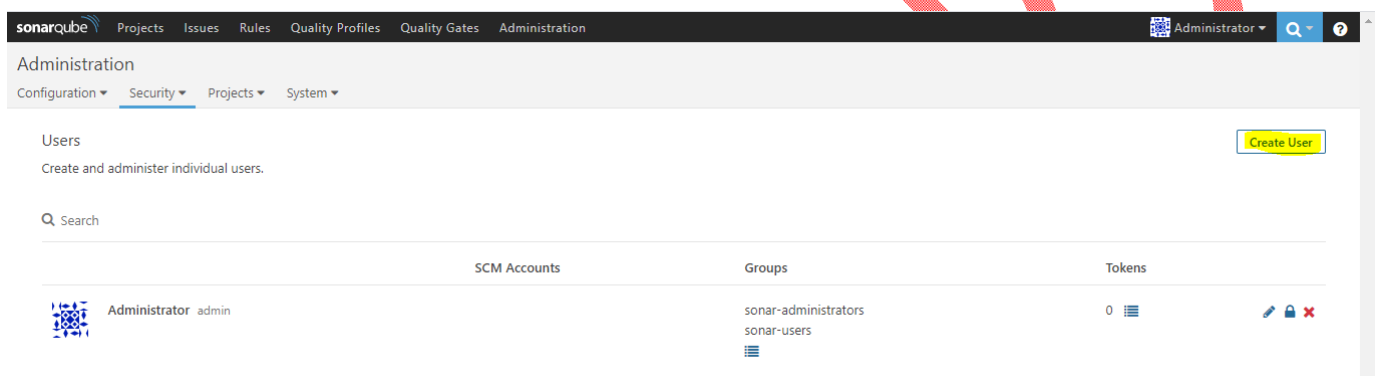 sonarqube Projects Issues Rules Quality Profiles Quality Gates Administration Administrator
Administration
Configuration Security Projects System
Users Create User
Create and administer individual users.
Search
SCM Accounts Groups Tokens
Administrator admin sonar-administrators 0
sonar-users